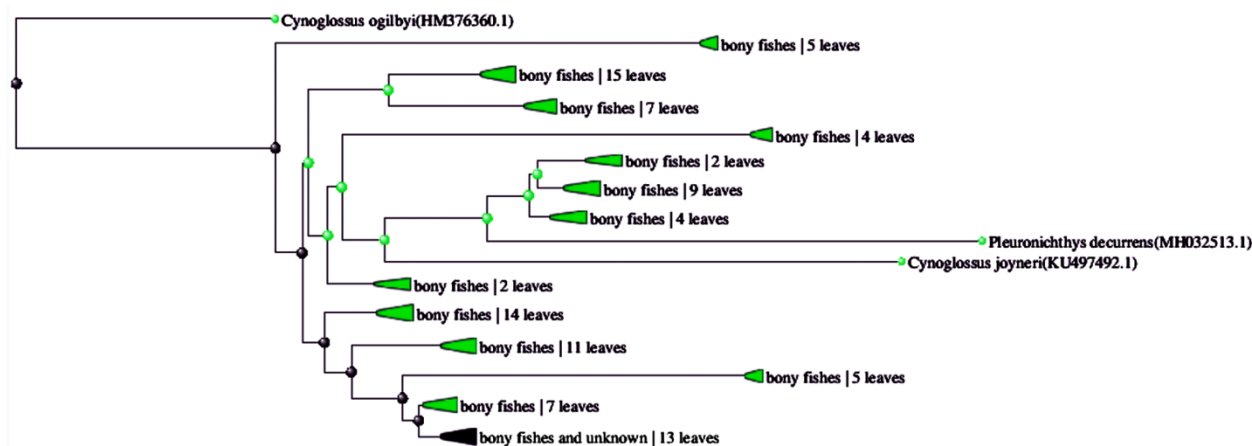 Cynoglossus ogilbyi(HM376360.1)
bony fishes | 5 leaves
bony fishes | 15 leaves
bony fishes | 7 leaves
bony fishes | 4 leaves
bony fishes | 2 leaves
bony fishes | 9 leaves
bony fishes | 4 leaves
Pleuronichthys decurrens(MH032513.1)
Cynoglossus joyneri(KU497492.1)
bony fishes | 2 leaves
bony fishes | 14 leaves
bony fishes | 11 leaves
bony fishes | 5 leaves
bony fishes | 7 leaves
bony fishes and unknown | 13 leaves